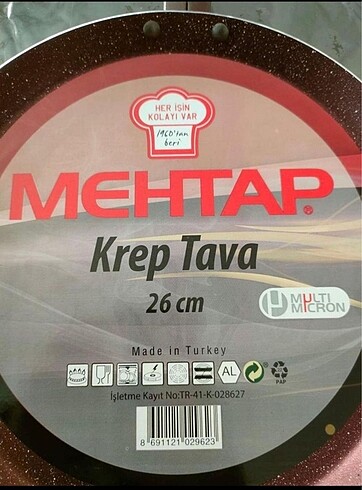 HER İŞİN
KOLAYI VAR
1960'tan
beri
MEHTAP®
Krep Tava
26 cm
MULTI
MICRON
Made in Turkey
AL
PAP
İşletme Kayıt No:TR-41-K-028627
8 691121 029623